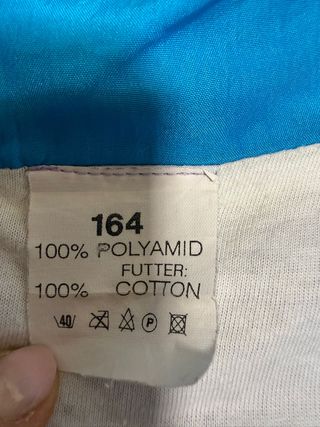 164
100% POLYAMID
FUTTER:
100% COTTON
40 P